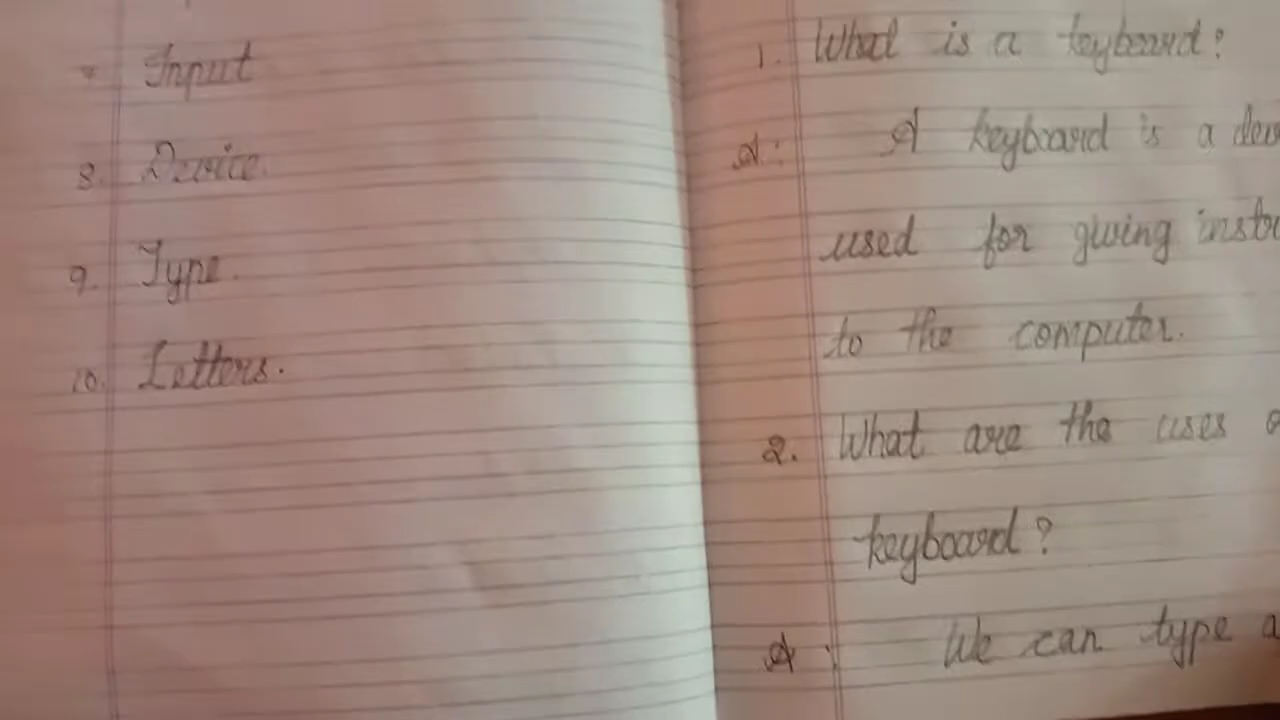 Input
8. Device.
9. Type.
10. Letters.
1. What is a keyboard?
A: A keyboard is a
used for giving
to the computer.
2. What are the uses
keyboard?
A: We can type